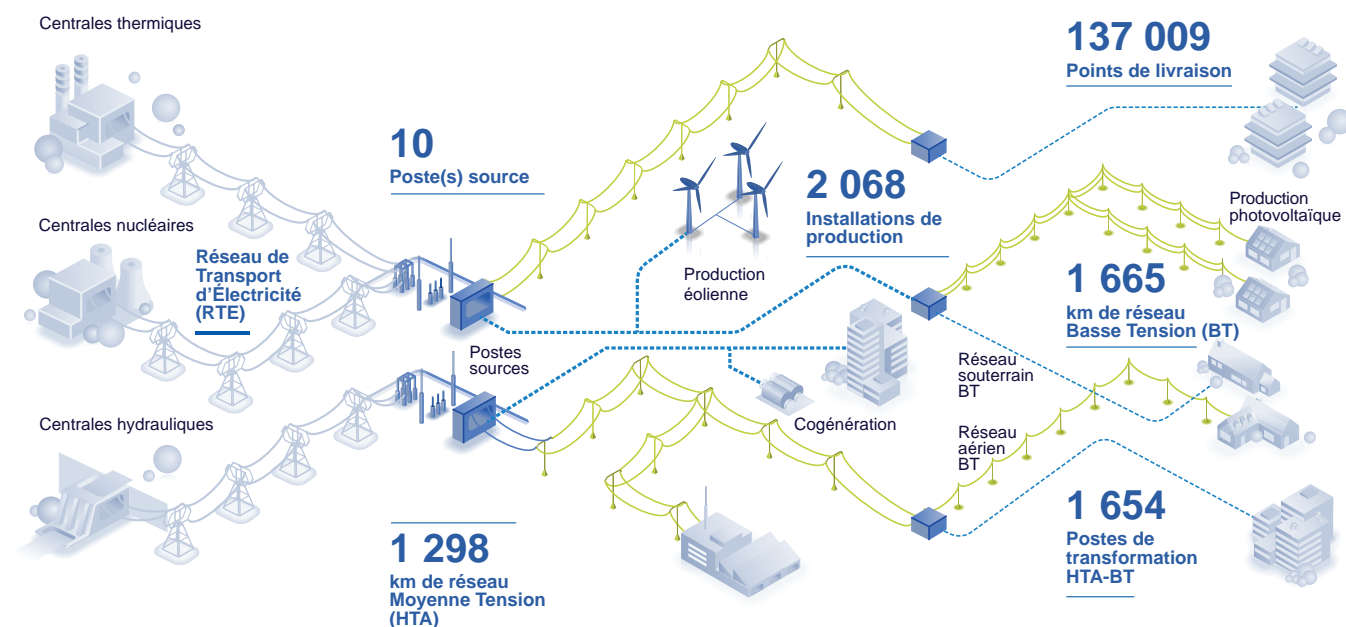 Centrales thermiques
137 009
Points de livraison
10
Poste(s) source
2 068
Installations de
production
Production
photovoltaïque
Centrales nucléaires
Réseau de
Transport
d'Électricité
(RTE)
Production
éolienne
1 665
km de réseau
Basse Tension (BT)
Postes
sources
Réseau
souterrain
BT
Centrales hydrauliques
Cogénération
Réseau
aérien
BT
1 298
km de réseau
Moyenne Tension
(HTA)
1 654
Postes de
transformation
HTA-BT